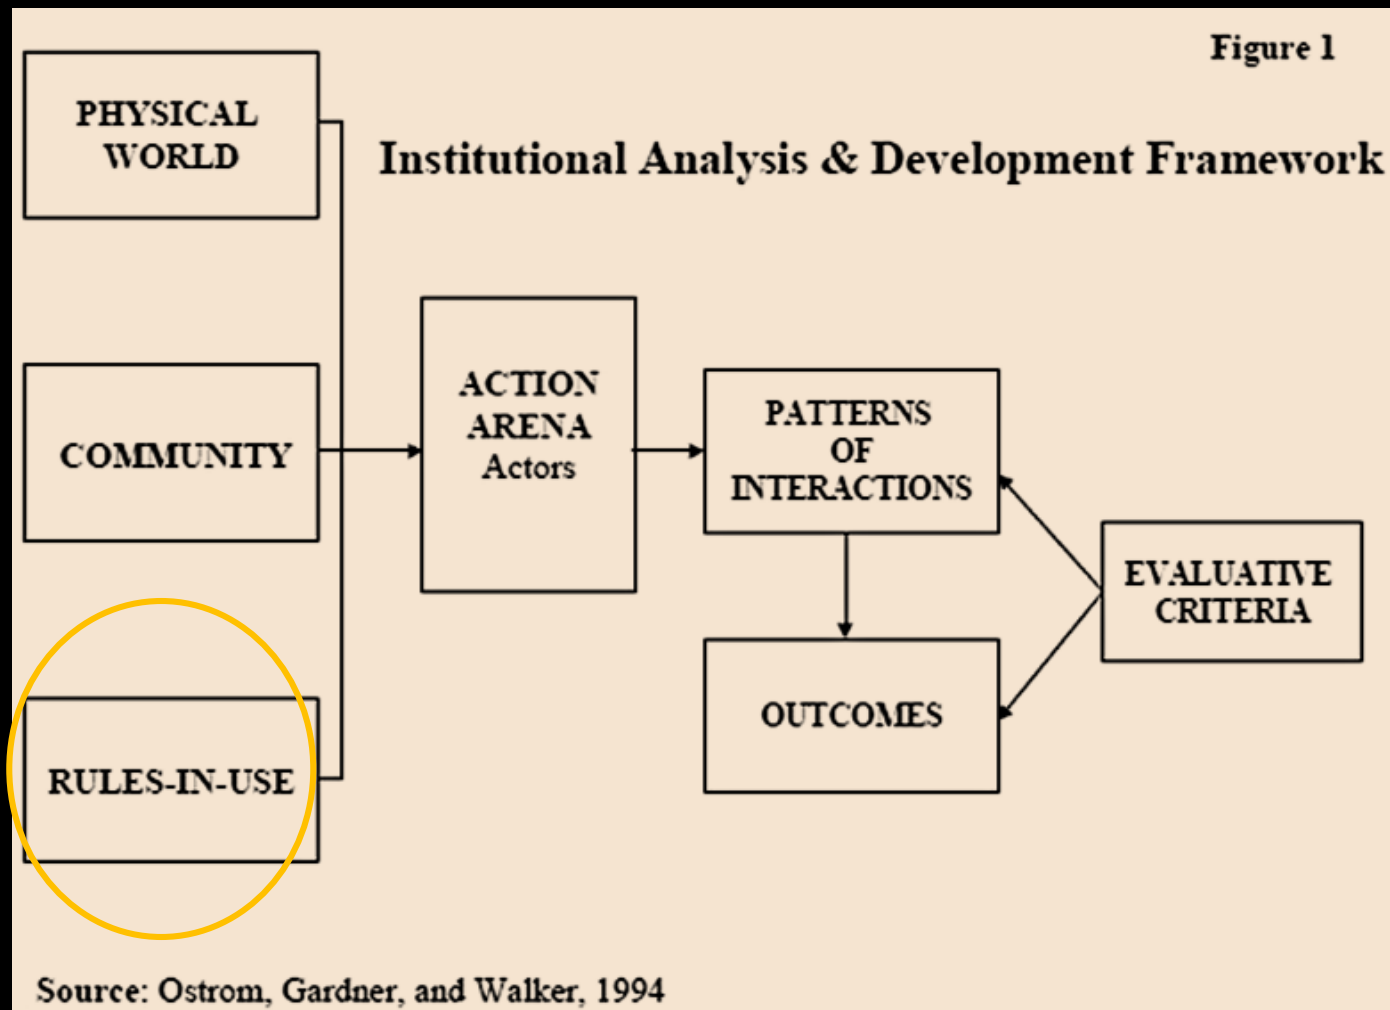 Figure 1
Institutional Analysis & Development Framework
PHYSICAL
WORLD
COMMUNITY
RULES-IN-USE
ACTION
ARENA
Actors
PATTERNS
OF
INTERACTIONS
OUTCOMES
EVALUATIVE
CRITERIA
Source: Ostrom, Gardner, and Walker, 1994